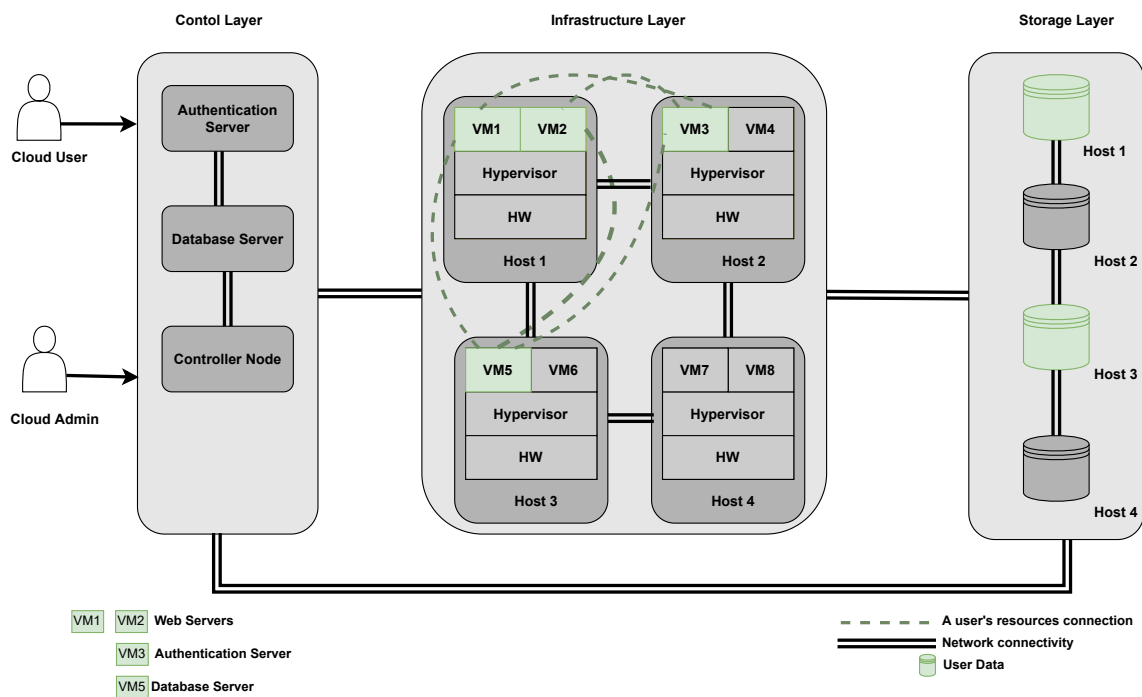 Contol Layer
Infrastructure Layer
Storage Layer
Cloud User
Cloud Admin
Authentication
Server
Database Server
Controller Node
VM1 VM2
Hypervisor
HW
Host 1
VM3 VM4
Hypervisor
HW
Host 2
VM5 VM6
Hypervisor
HW
Host 3
VM7 VM8
Hypervisor
HW
Host 4
Host 1
Host 2
Host 3
Host 4
VM1 VM2 Web Servers
VM3 Authentication Server
VM5 Database Server
A user's resources connection
Network connectivity
User Data